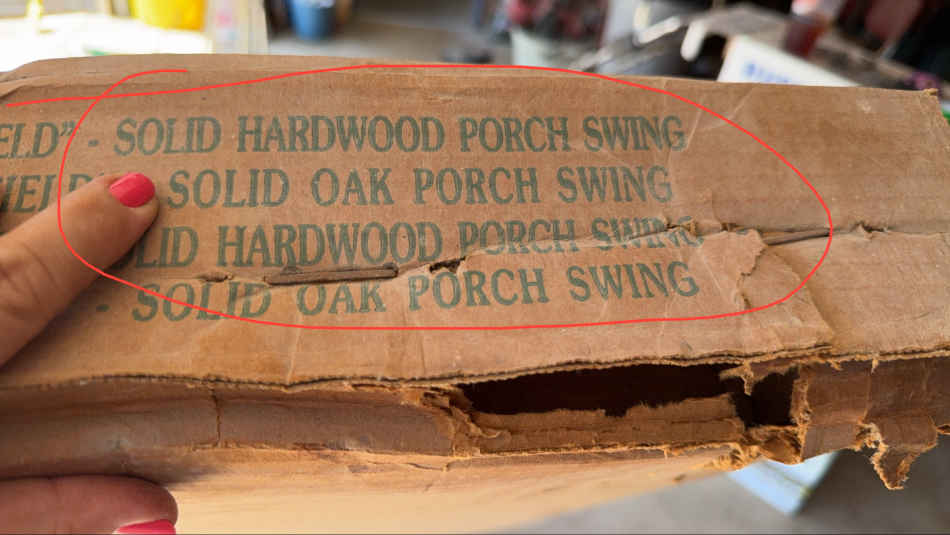 ELD" - SOLID HARDWOOD PORCH SWING
SOLID OAK PORCH SWING
LID HARDWOOD PORCH SWING
- SOLID OAK PORCH SWING